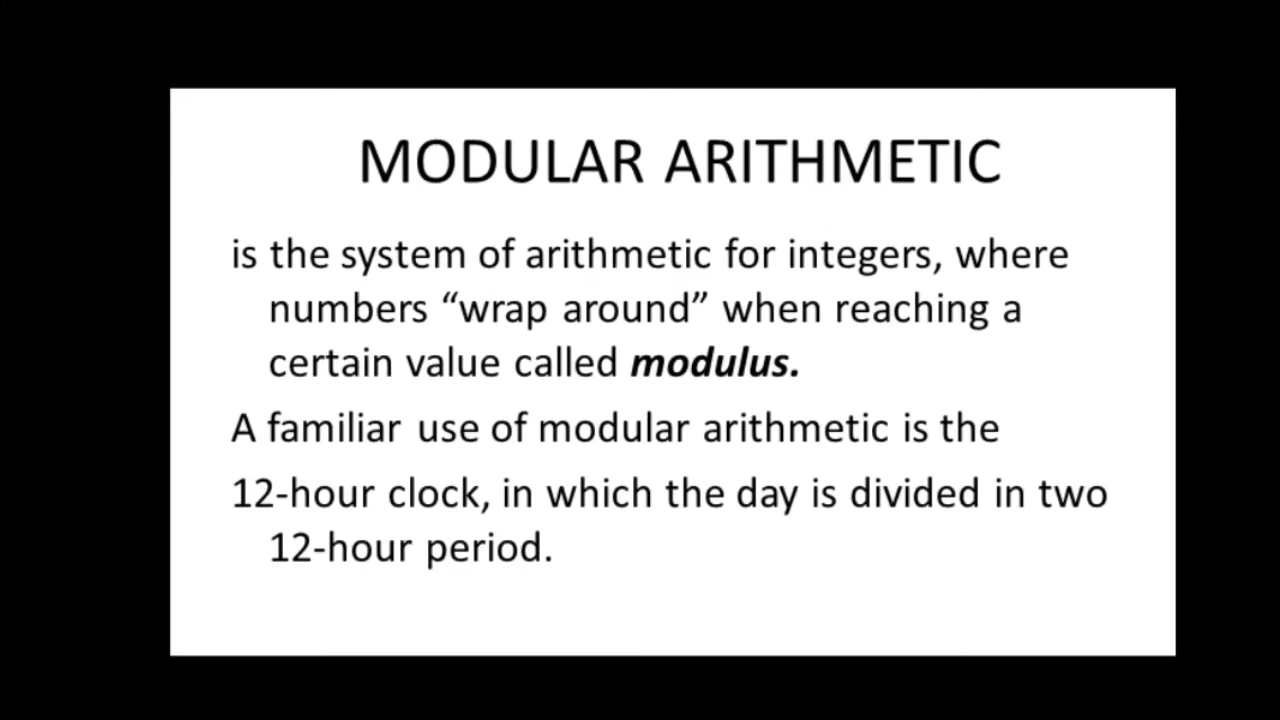 MODULAR ARITHMETIC
is the system of arithmetic for integers, where
numbers “wrap around” when reaching a
certain value called modulus.
A familiar use of modular arithmetic is the
12-hour clock, in which the day is divided in two
12-hour period.